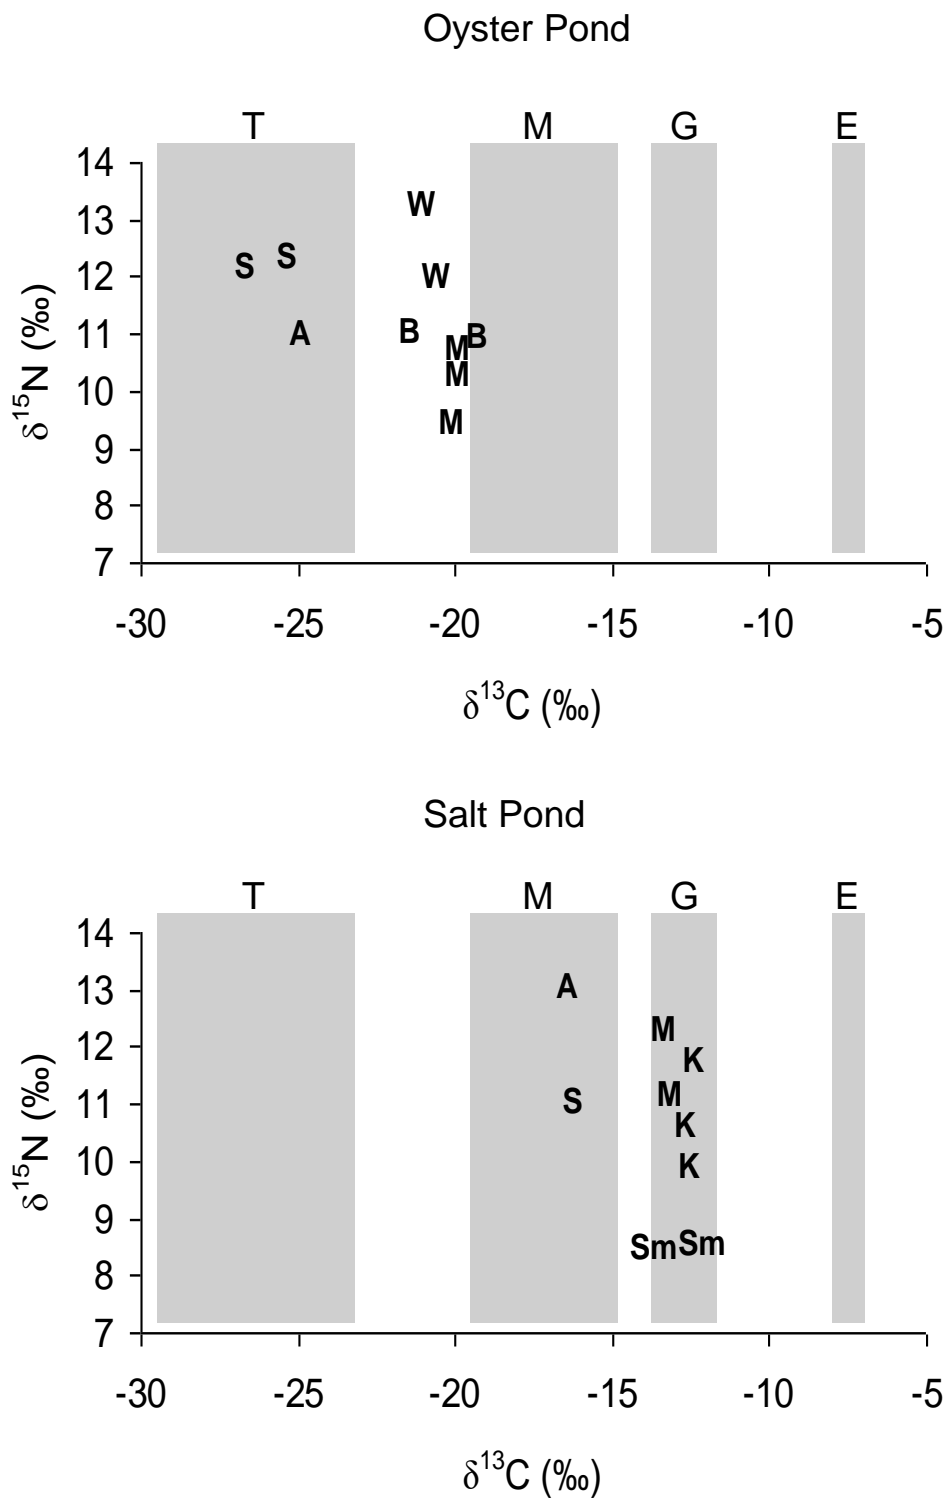 Oyster Pond
T M G E
14
13
12
11
10
9
8
7
δ15N (‰)
W
S S W
A B B
M
M
M
-30 -25 -20 -15 -10 -5
δ13C (‰)
Salt Pond
T M G E
14
13
12
11
10
9
8
7
δ15N (‰)
A
M
K
S M
K
K
Sm Sm
-30 -25 -20 -15 -10 -5
δ13C (‰)